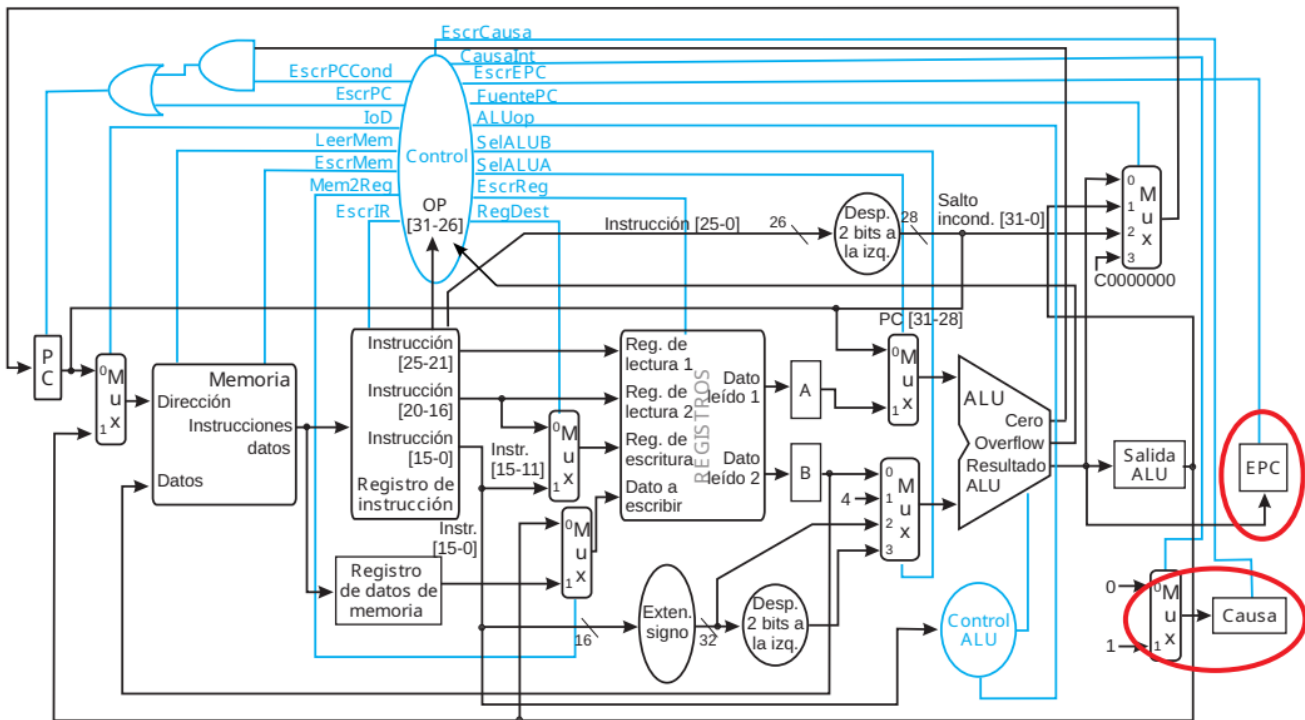 EscrCausa
CausaInt
EscrPCCond
EscrEPC
EscrPC
FuentePC
IoD
ALUop
LeerMem
SelALUB
EscrMem
SelALUA
Mem2Reg
EscrReg
EscrIR
RegDest
Control
OP
[31-26]
Instrucción [25-0]
26
Desp.
2 bits a
la izq.
28
Salto
incond. [31-0]
0
1
2
3
M
u
x
C0000000
PC [31-28]
P
C
0
M
u
x
1
Memoria
Dirección
Instrucciones
datos
Datos
Instrucción
[25-21]
Instrucción
[20-16]
Instrucción
[15-0]
Registro de
instrucción
Instr.
[15-11]
0
M
u
x
1
Instr.
[15-0]
0
M
u
x
1
Registro
de datos de
memoria
Reg. de
lectura 1
Reg. de
lectura 2
Reg. de
escritura
Dato a
escribir
REGISTROS
Dato
leído 1
Dato
leído 2
A
B
0
M
u
x
1
4
0
1
2
3
M
u
x
ALU
Cero
Overflow
Resultado
ALU
Salida
ALU
EPC
16
Exten.
signo
32
Desp.
2 bits a
la izq.
Control
ALU
0
1
0
M
u
x
1
Causa